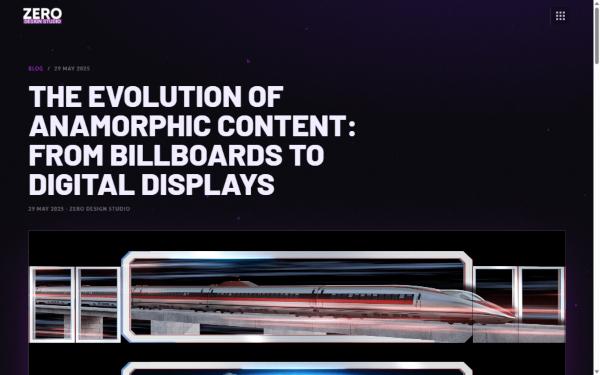 ZERO
DESIGN STUDIO
BLOG / 29 MAY 2025
THE EVOLUTION OF
ANAMORPHIC CONTENT:
FROM BILLBOARDS TO
DIGITAL DISPLAYS
29 MAY 2025 · ZERO DESIGN STUDIO